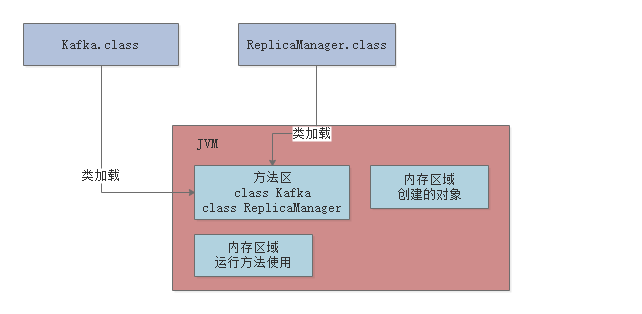 Kafka.class
ReplicaManager.class
类加载
JVM
类加载
方法区
class Kafka
class ReplicaManager
内存区域
创建的对象
内存区域
运行方法使用